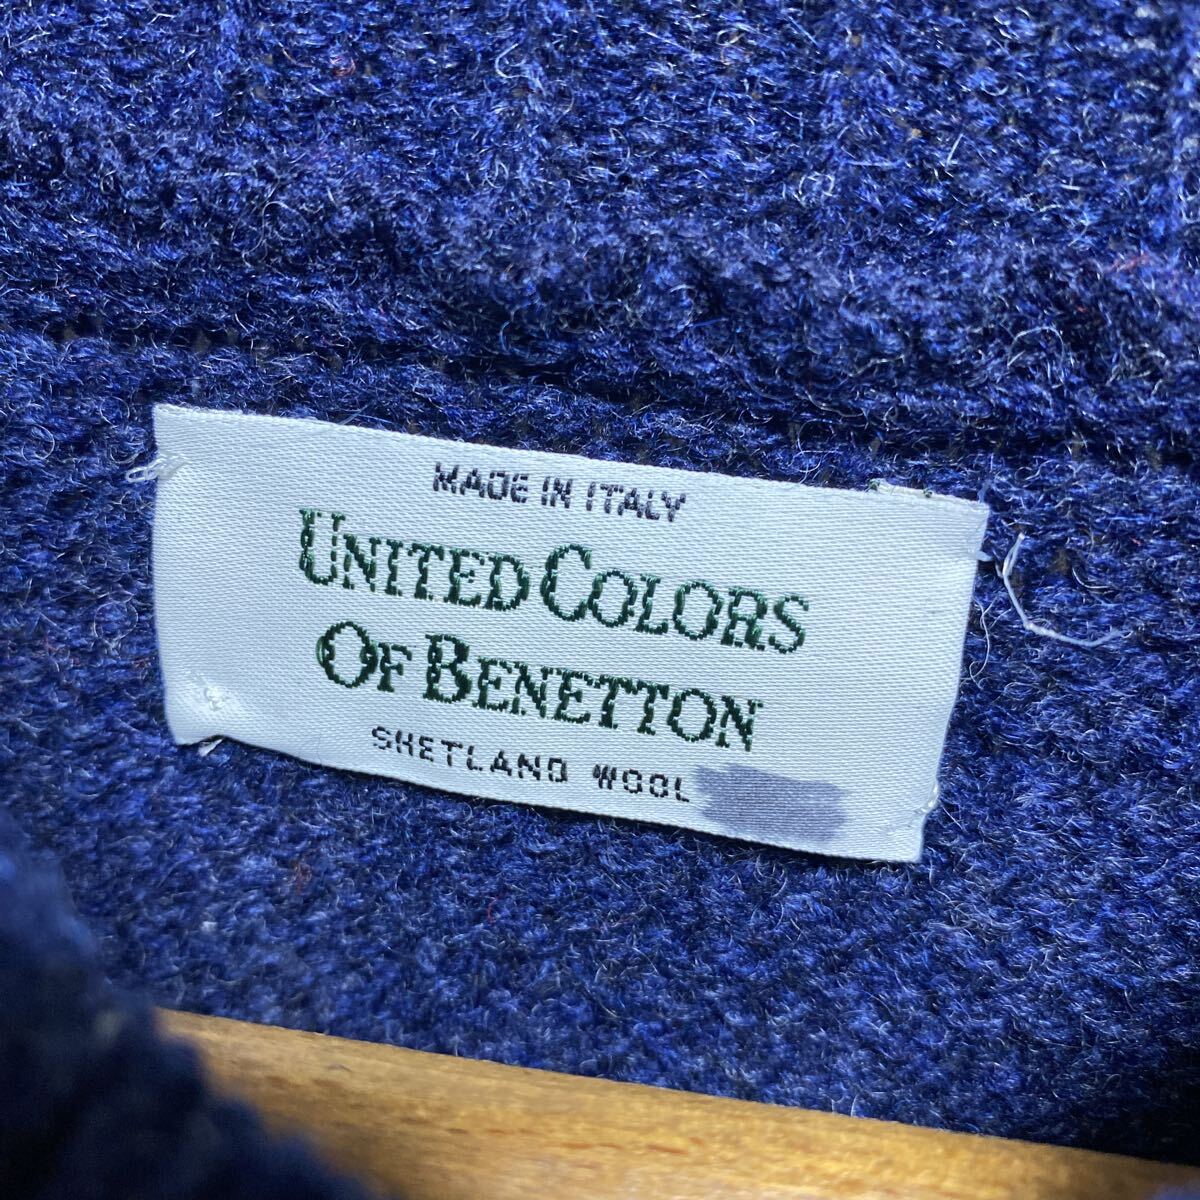 MADE IN ITALY
UNITED COLORS
OF BENETTON
SHETLAND WOOL